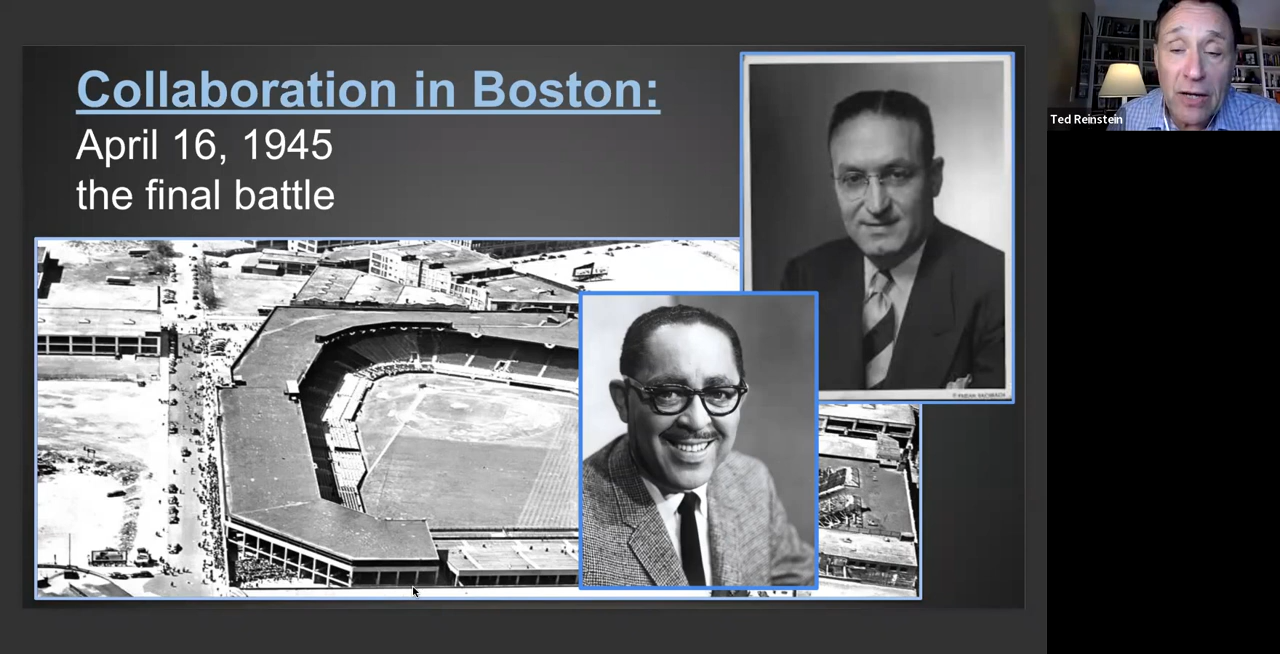 Collaboration in Boston:
April 16, 1945
the final battle
Ted Reinstein